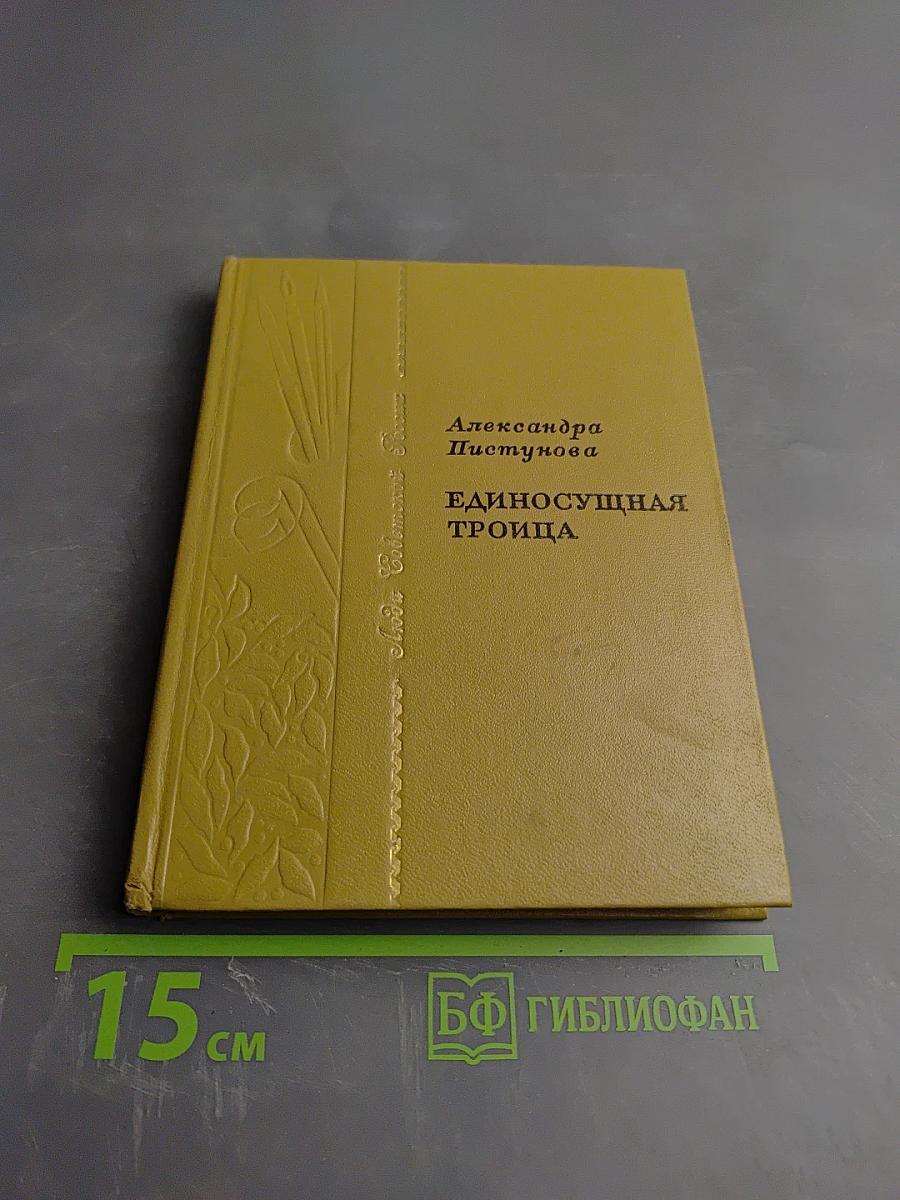 Александра
Пистунова
ЕДИНОСУЩНАЯ
ТРОИЦА
Люди Советской
15 см
БФ ГИБЛИОФАН